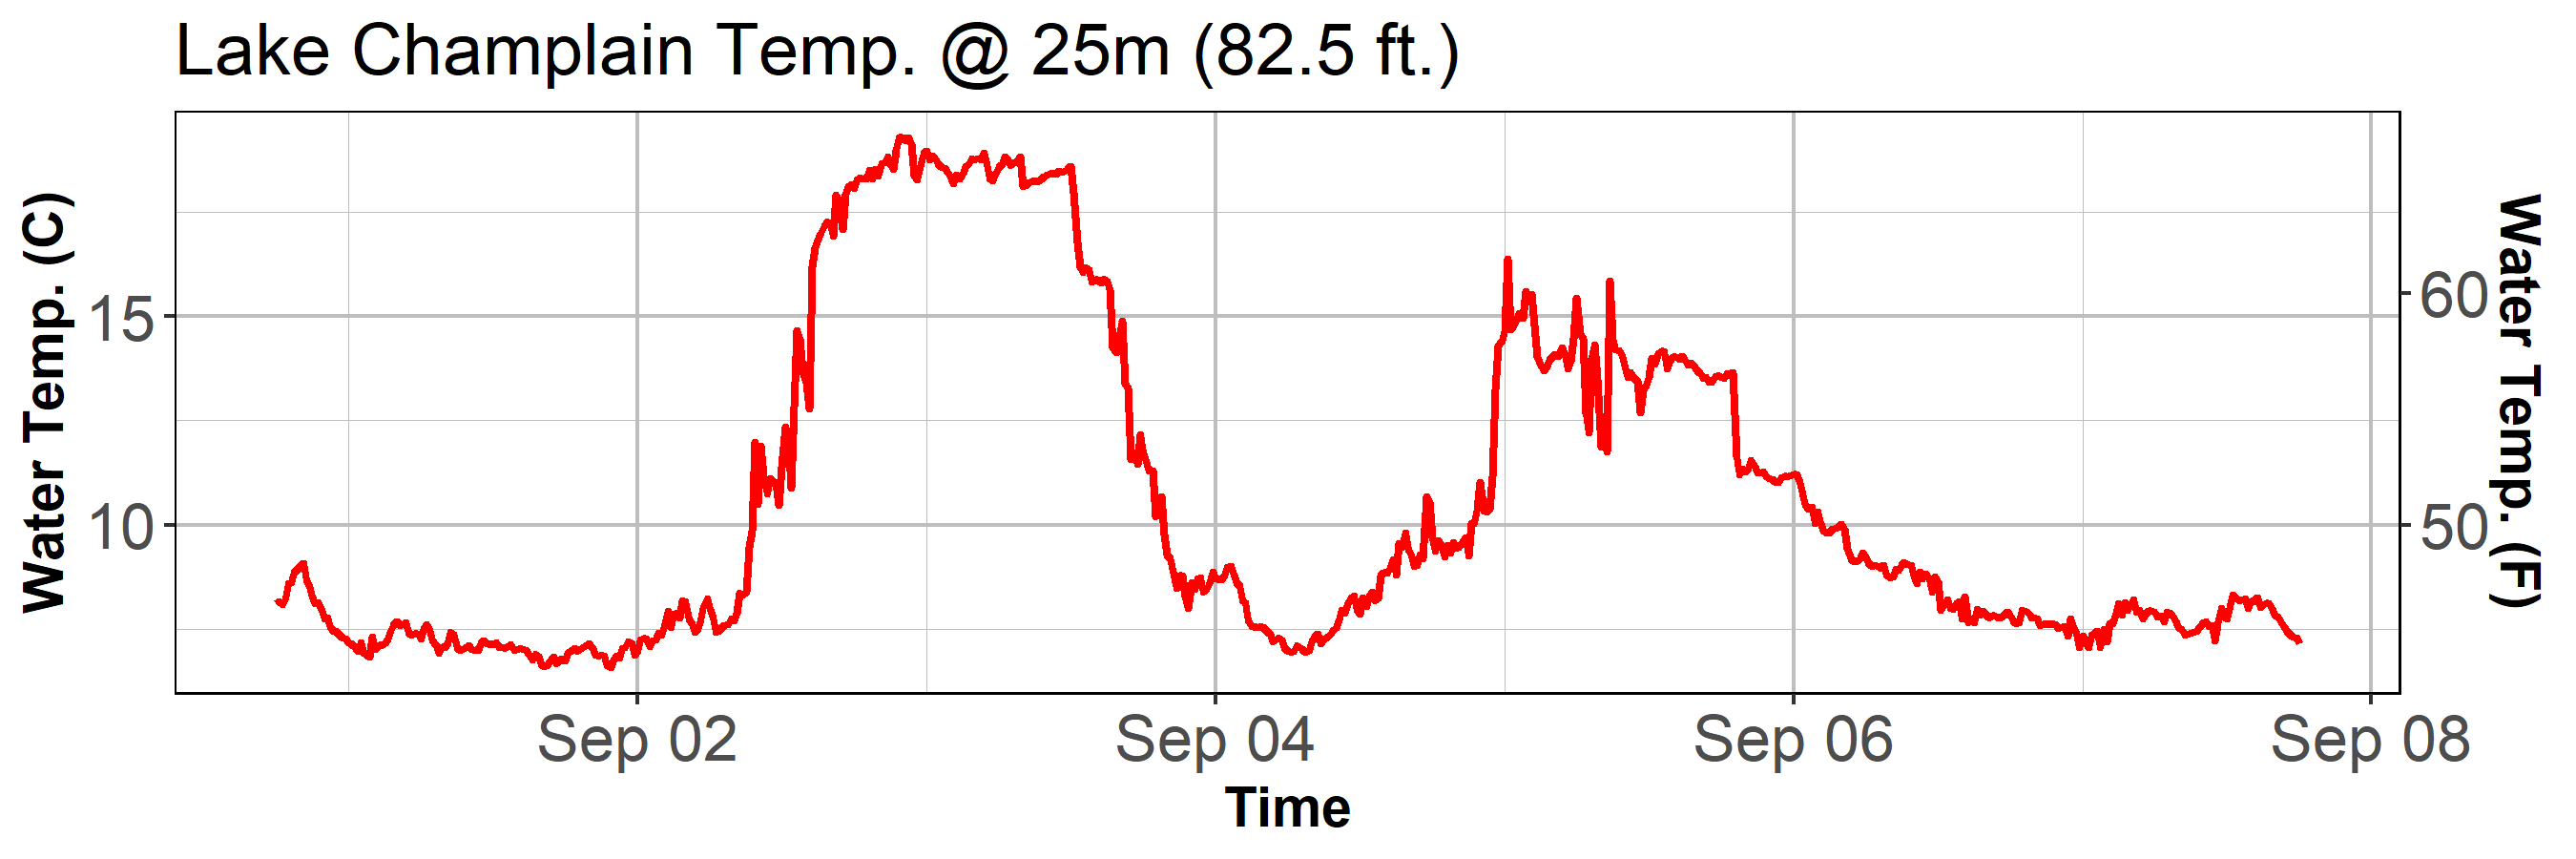 Lake Champlain Temp. @ 25m (82.5 ft.)
Water Temp. (C)
15
10
60
50
Water Temp. (F)
Sep 02
Sep 04
Sep 06
Sep 08
Time